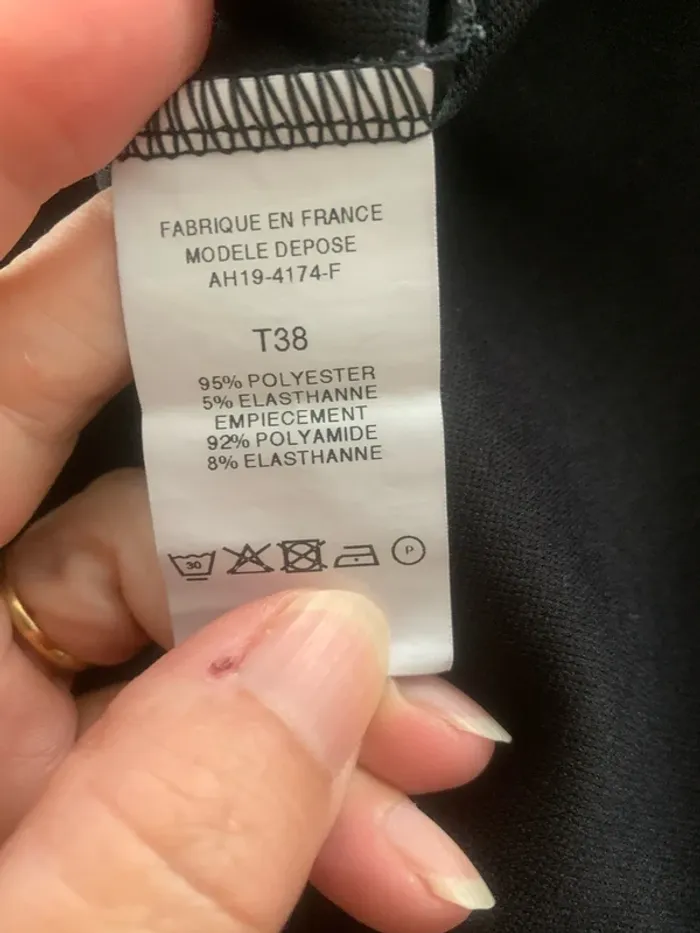 FABRIQUE EN FRANCE
MODELE DEPOSE
AH19-4174-F
T38
95% POLYESTER
5% ELASTHANNE
EMPIECEMENT
92% POLYAMIDE
8% ELASTHANNE
30 P